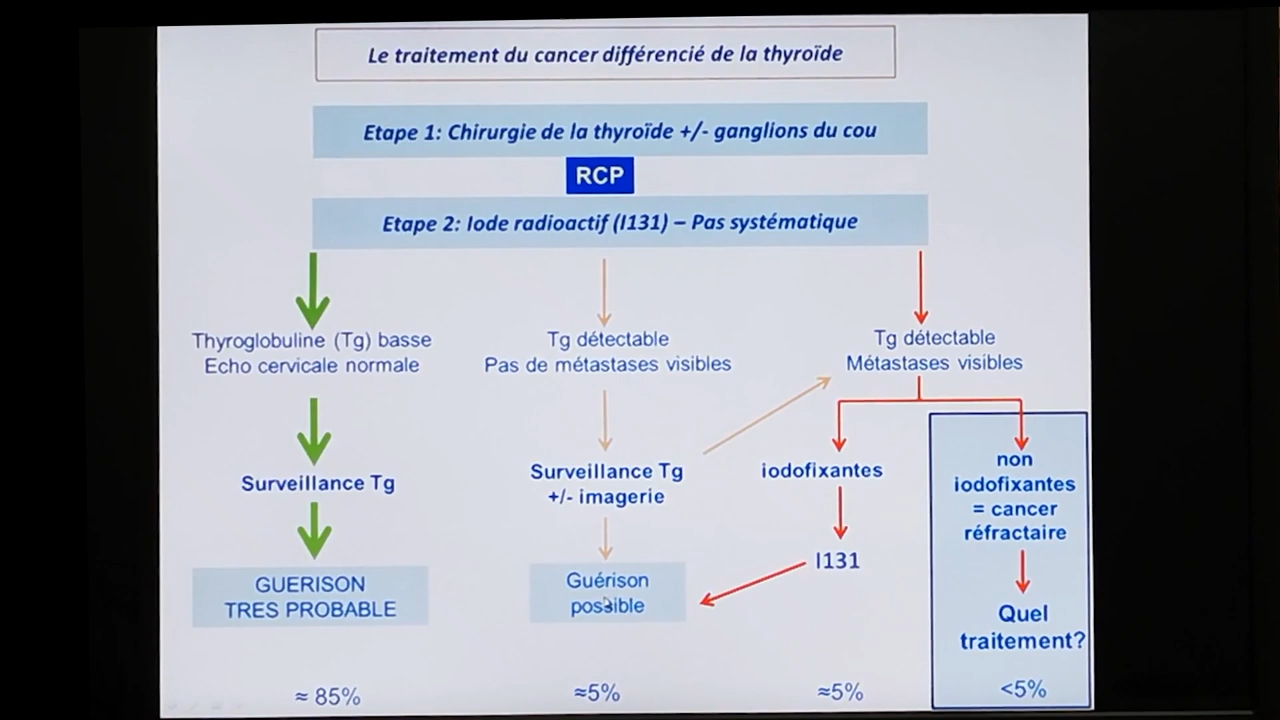 Le traitement du cancer différencié de la thyroïde
Etape 1: Chirurgie de la thyroïde +/- ganglions du cou
RCP
Etape 2: Iode radioactif (I131) – Pas systématique
Thyroglobuline (Tg) basse
Echo cervicale normale
Surveillance Tg
GUERISON
TRES PROBABLE
≈ 85%
Tg détectable
Pas de métastases visibles
Surveillance Tg
+/- imagerie
Guérison
possible
≈5%
Tg détectable
Métastases visibles
iodofixantes
I131
≈5%
non
iodofixantes
= cancer
réfractaire
Quel
traitement?
<5%